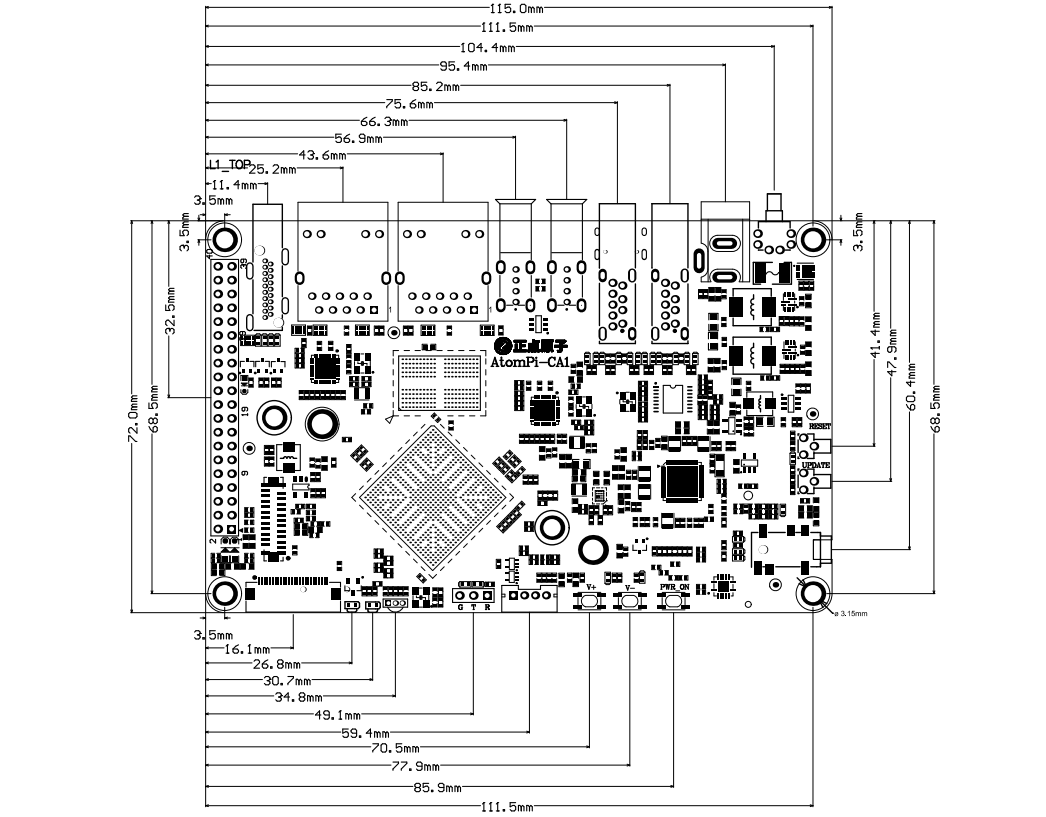 115.0mm
111.5mm
104.4mm
95.4mm
85.2mm
75.6mm
66.3mm
56.9mm
43.6mm
L1_TOP
25.2mm
11.4mm
3.5mm
3.5mm
3.5mm
40
39
32.5mm
41.4mm
47.9mm
60.4mm
68.5mm
72.0mm
68.5mm
1
1
正点原子
AtomPi-CA1
19
9
2
1
RESET
UPDATE
V+
V-
PWR_ON
G T R
ø 3.15mm
3.5mm
16.1mm
26.8mm
30.7mm
34.8mm
49.1mm
59.4mm
70.5mm
77.9mm
85.9mm
111.5mm